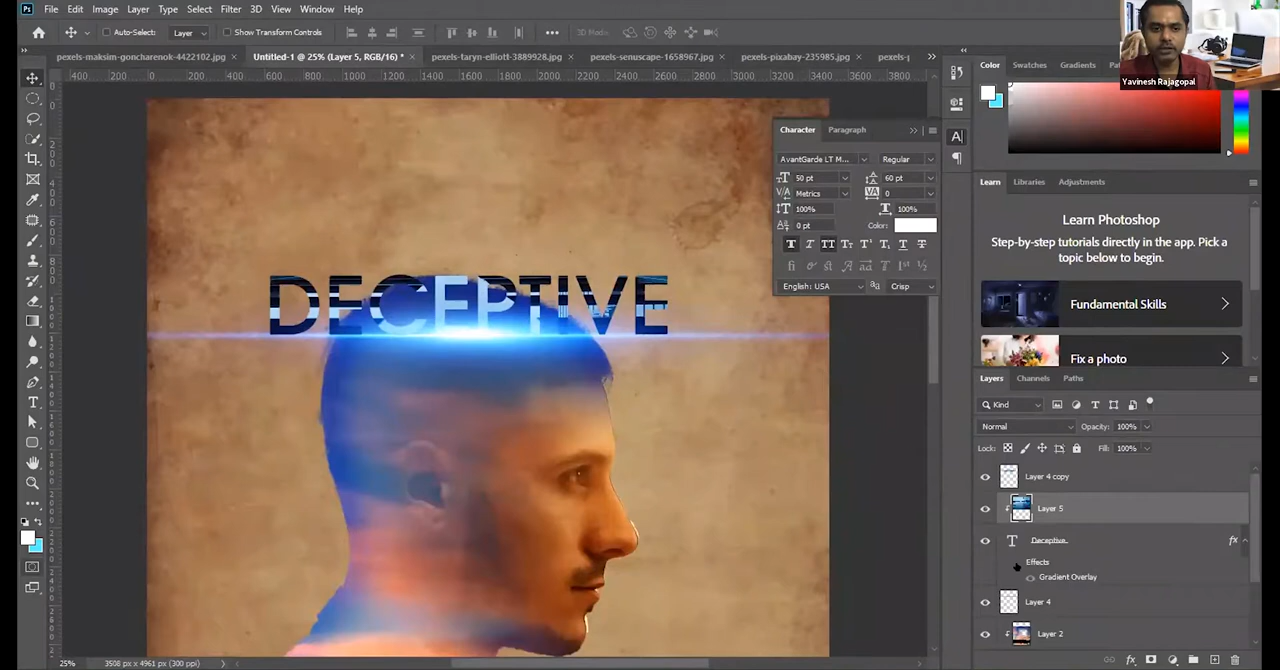 Ps File Edit Image Layer Type Select Filter 3D View Window Help
Auto-Select: Layer Show Transform Controls 3D Mode:
pexels-maksim-goncharenok-4422102.jpg × Untitled-1 @ 25% (Layer 5, RGB/16) * × pexels-taryn-elliott-3889928.jpg × pexels-senuscape-1658967.jpg × pexels-pixabay-235985.jpg ×
Yavinesh Rajagopal
Color Swatches Gradients
Character Paragraph
AvantGarde LT M... Regular
50 pt 60 pt
Metrics 0
100% 100%
0 pt Color:
English: USA Crisp
DECEPTIVE
Learn Libraries Adjustments
Learn Photoshop
Step-by-step tutorials directly in the app. Pick a
topic below to begin.
Fundamental Skills
Fix a photo
Layers Channels Paths
Kind
Normal Opacity: 100%
Lock: Fill: 100%
Layer 4 copy
Layer 5
Deceptive fx
Effects
Gradient Overlay
Layer 4
Layer 2
25% 3508 px x 4961 px (300 ppi)